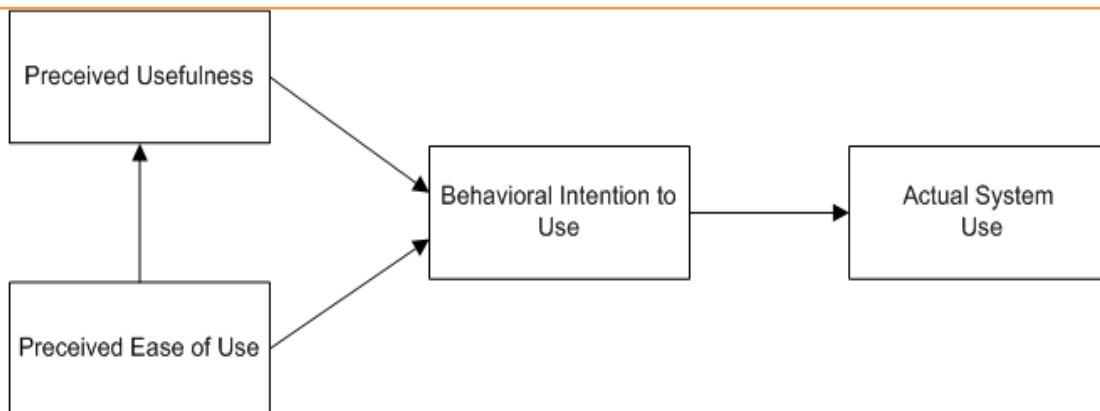 Preceived Usefulness
Behavioral Intention to
Use
Actual System
Use
Preceived Ease of Use